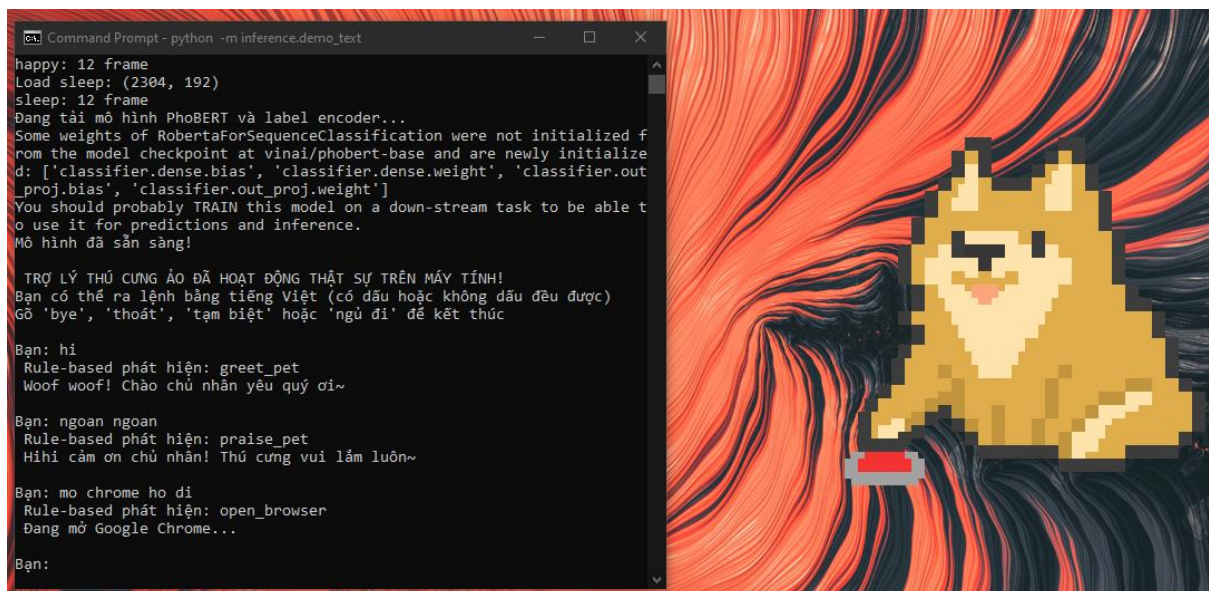 Command Prompt - python -m inference.demo_text
happy: 12 frame
Load sleep: (2304, 192)
sleep: 12 frame
Đang tải mô hình PhoBERT và label encoder...
Some weights of RobertaForSequenceClassification were not initialized f
rom the model checkpoint at vinai/phobert-base and are newly initialize
d: ['classifier.dense.bias', 'classifier.dense.weight', 'classifier.out
_proj.bias', 'classifier.out_proj.weight']
You should probably TRAIN this model on a down-stream task to be able t
o use it for predictions and inference.
Mô hình đã sẵn sàng!
TRỢ LÝ THÚ CƯNG ẢO ĐÃ HOẠT ĐỘNG THẬT SỰ TRÊN MÁY TÍNH!
Bạn có thể ra lệnh bằng tiếng Việt (có dấu hoặc không dấu đều được)
Gõ 'bye', 'thoát', 'tạm biệt' hoặc 'ngủ đi' để kết thúc
Bạn: hi
Rule-based phát hiện: greet_pet
Woof woof! Chào chủ nhân yêu quý ơi~
Bạn: ngoan ngoan
Rule-based phát hiện: praise_pet
Hihi cảm ơn chủ nhân! Thú cưng vui lắm luôn~
Bạn: mo chrome ho di
Rule-based phát hiện: open_browser
Đang mở Google Chrome...
Bạn: